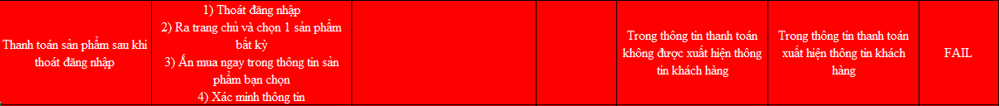 Thanh toán sản phẩm sau khi
thoát đăng nhập
1) Thoát đăng nhập
2) Ra trang chủ và chọn 1 sản phẩm
bất kỳ
3) Ấn mua ngay trong thông tin sản
phẩm bạn chọn
4) Xác minh thông tin
Trong thông tin thanh toán
không được xuất hiện thông
tin khách hàng
Trong thông tin thanh toán
xuất hiện thông tin khách
hàng
FAIL